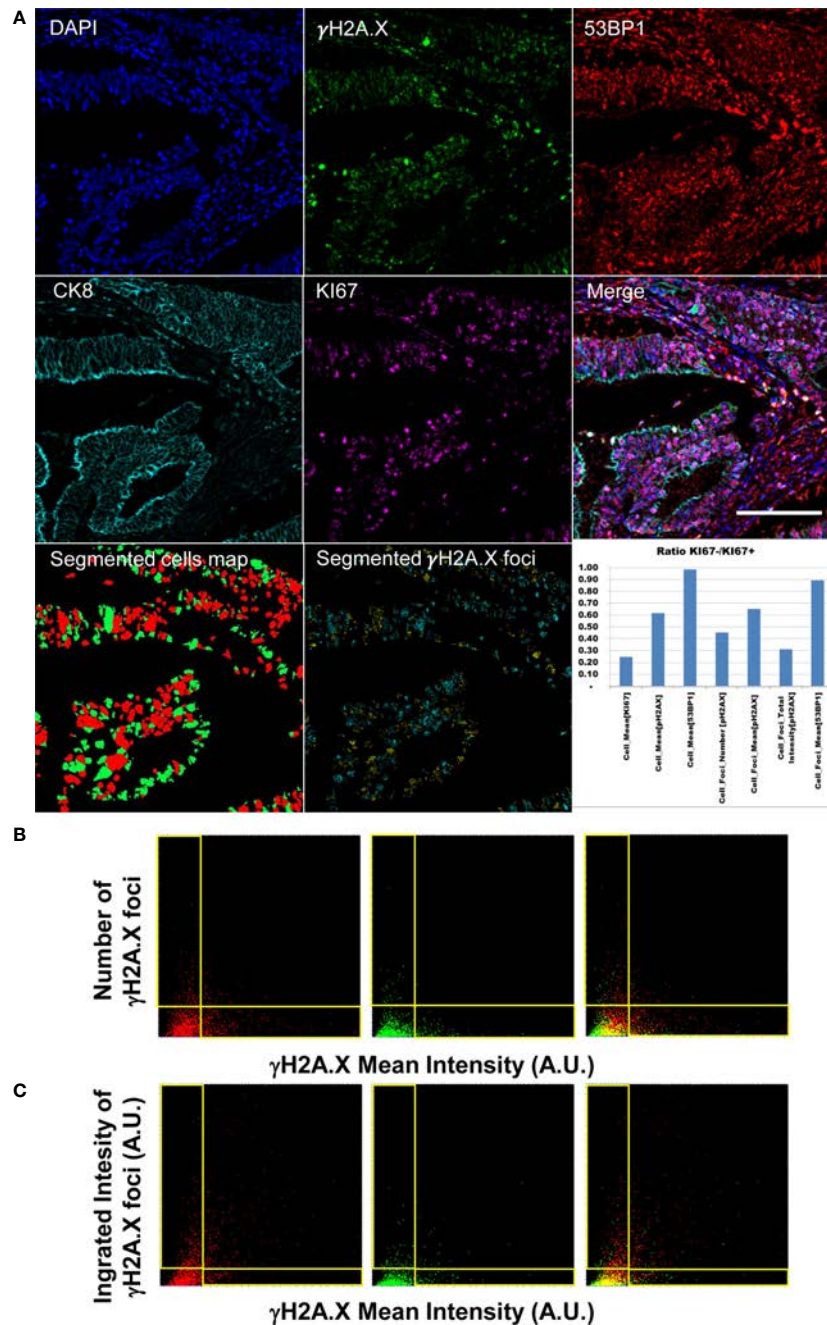 A
DAPI
γH2A.X
53BP1
CK8
KI67
Merge
Segmented cells map
Segmented γH2A.X foci
Ratio KI67-/KI67+
1.00
0.90
0.80
0.70
0.60
0.50
0.40
0.30
0.20
0.10
-
Cell_Mean[KI67]
Cell_Mean[pH2AX]
Cell_Mean[53BP1]
Cell_Foci_Number [pH2AX]
Cell_Foci_Mean[pH2AX]
Cell_Foci_Total
Intensity[pH2AX]
Cell_Foci_Mean[53BP1]
B
Number of
γH2A.X foci
γH2A.X Mean Intensity (A.U.)
C
Ingrated Intesity of
γH2A.X foci (A.U.)
γH2A.X Mean Intensity (A.U.)